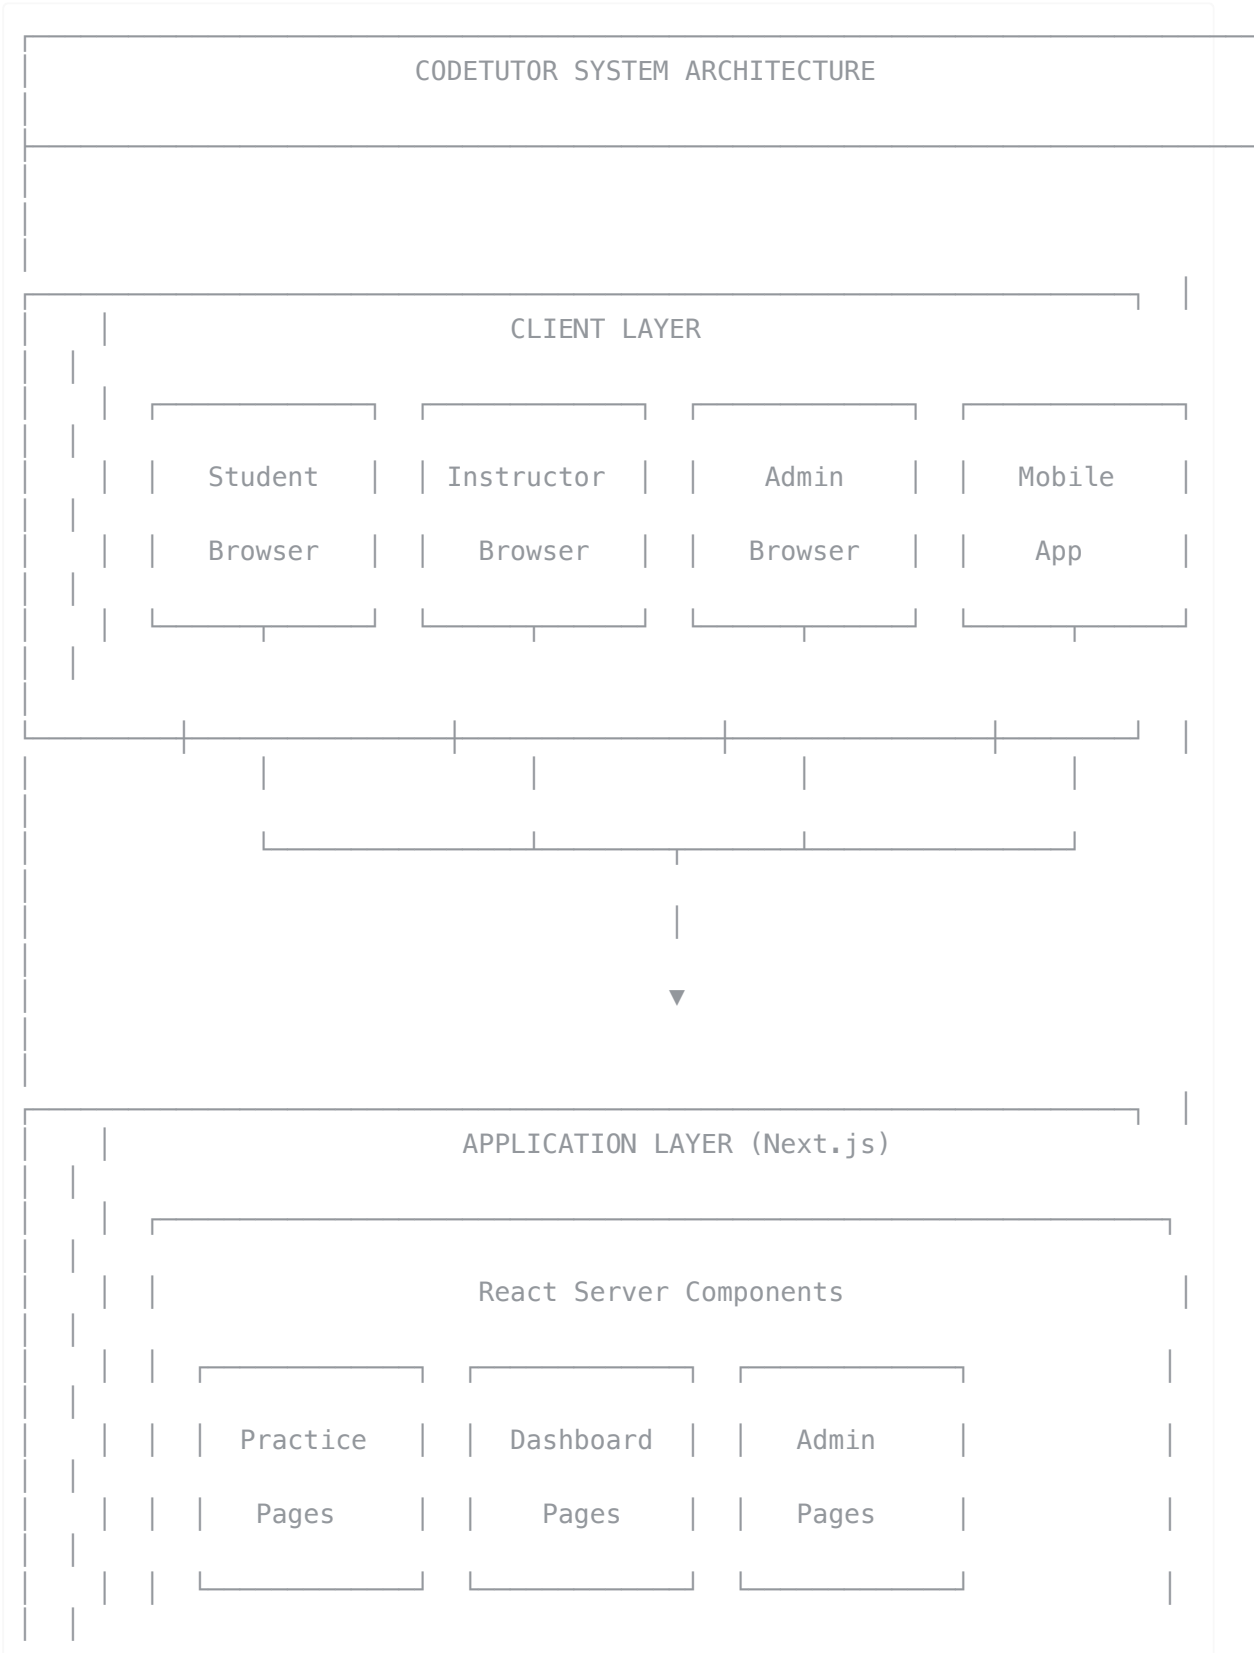 CODETUTOR SYSTEM ARCHITECTURE
CLIENT LAYER
Student Instructor Admin Mobile
Browser Browser Browser App
APPLICATION LAYER (Next.js)
React Server Components
Practice Dashboard Admin
Pages Pages Pages